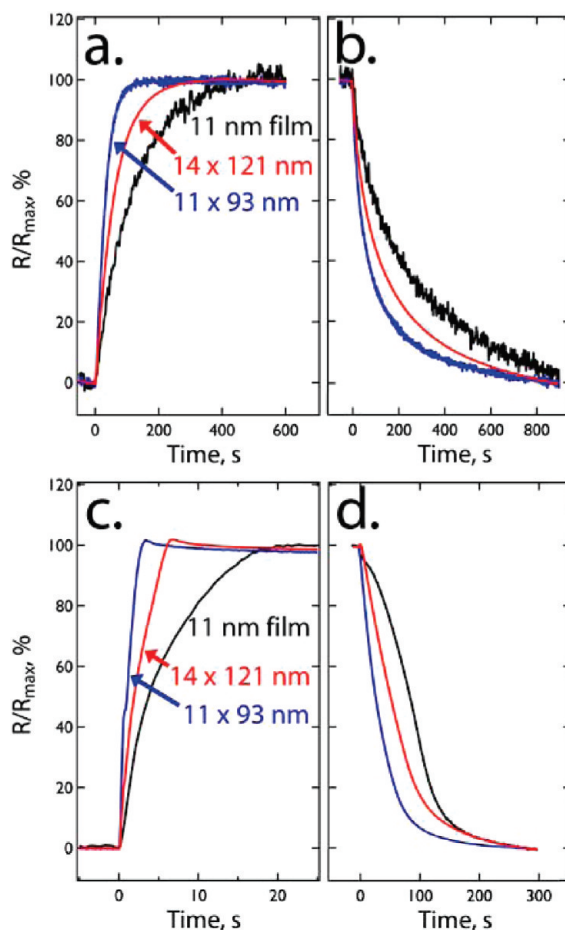 a.
b.
100
80
60
40
20
0
R/Rmax, %
11 nm film
14 x 121 nm
11 x 93 nm
0 200 400 600
0 200 400 600 800
Time, s
Time, s
c.
d.
120
100
80
60
40
20
0
R/Rmax, %
11 nm film
14 x 121 nm
11 x 93 nm
0 10 20
0 100 200 300
Time, s
Time, s